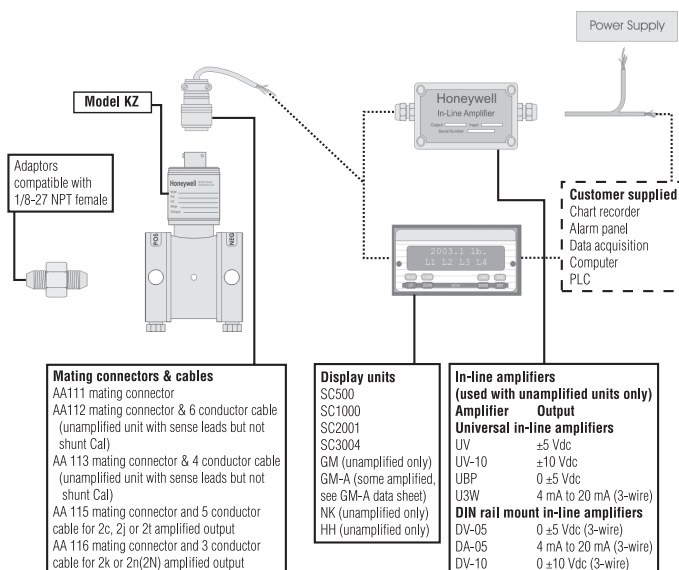 Power Supply
Model KZ
Honeywell
In-Line Amplifier
Output Input
Serial Number
Adaptors
compatible with
1/8-27 NPT female
Honeywell
POS
NEG
2003.1 lb.
L1 L2 L3 L4
Customer supplied
Chart recorder
Alarm panel
Data acquisition
Computer
PLC
Mating connectors & cables
AA111 mating connector
AA112 mating connector & 6 conductor cable
(unamplified unit with sense leads but not
shunt Cal)
AA 113 mating connector & 4 conductor cable
(unamplified unit with sense leads but not
shunt Cal)
AA 115 mating connector and 5 conductor
cable for 2c, 2j or 2t amplified output
AA 116 mating connector and 3 conductor
cable for 2k or 2n(2N) amplified output
Display units
SC500
SC1000
SC2001
SC3004
GM (unamplified only)
GM-A (some amplified,
see GM-A data sheet)
NK (unamplified only)
HH (unamplified only)
In-line amplifiers
(used with unamplified units only)
Amplifier Output
Universal in-line amplifiers
UV ±5 Vdc
UV-10 ±10 Vdc
UBP 0 ±5 Vdc
U3W 4 mA to 20 mA (3-wire)
DIN rail mount in-line amplifiers
DV-05 0 ±5 Vdc (3-wire)
DA-05 4 mA to 20 mA (3-wire)
DV-10 0 ±10 Vdc (3-wire)